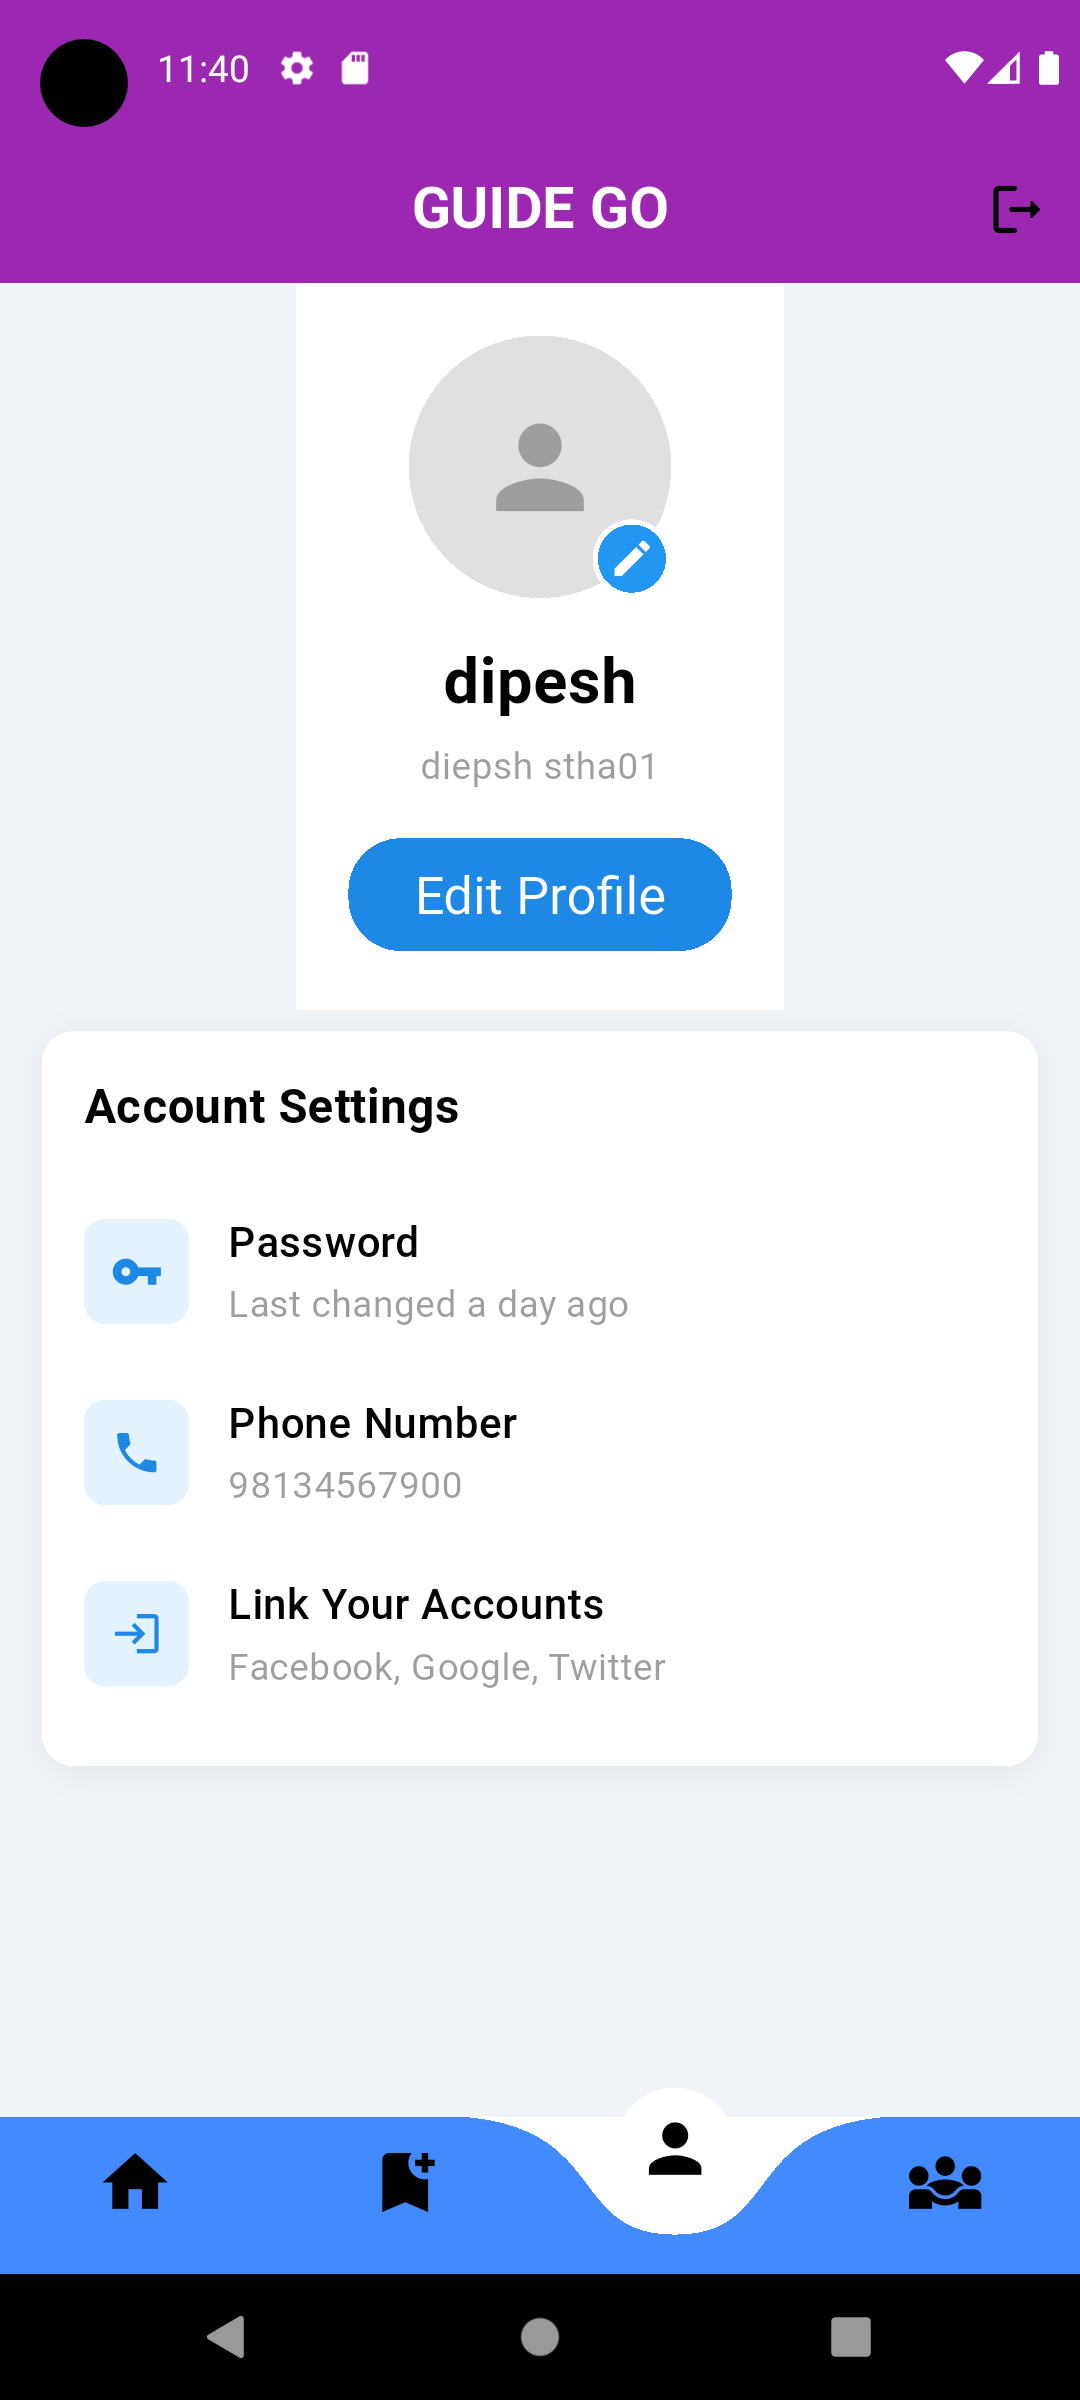 11:40
GUIDE GO
dipesh
diepsh stha01
Edit Profile
Account Settings
Password
Last changed a day ago
Phone Number
98134567900
Link Your Accounts
Facebook, Google, Twitter